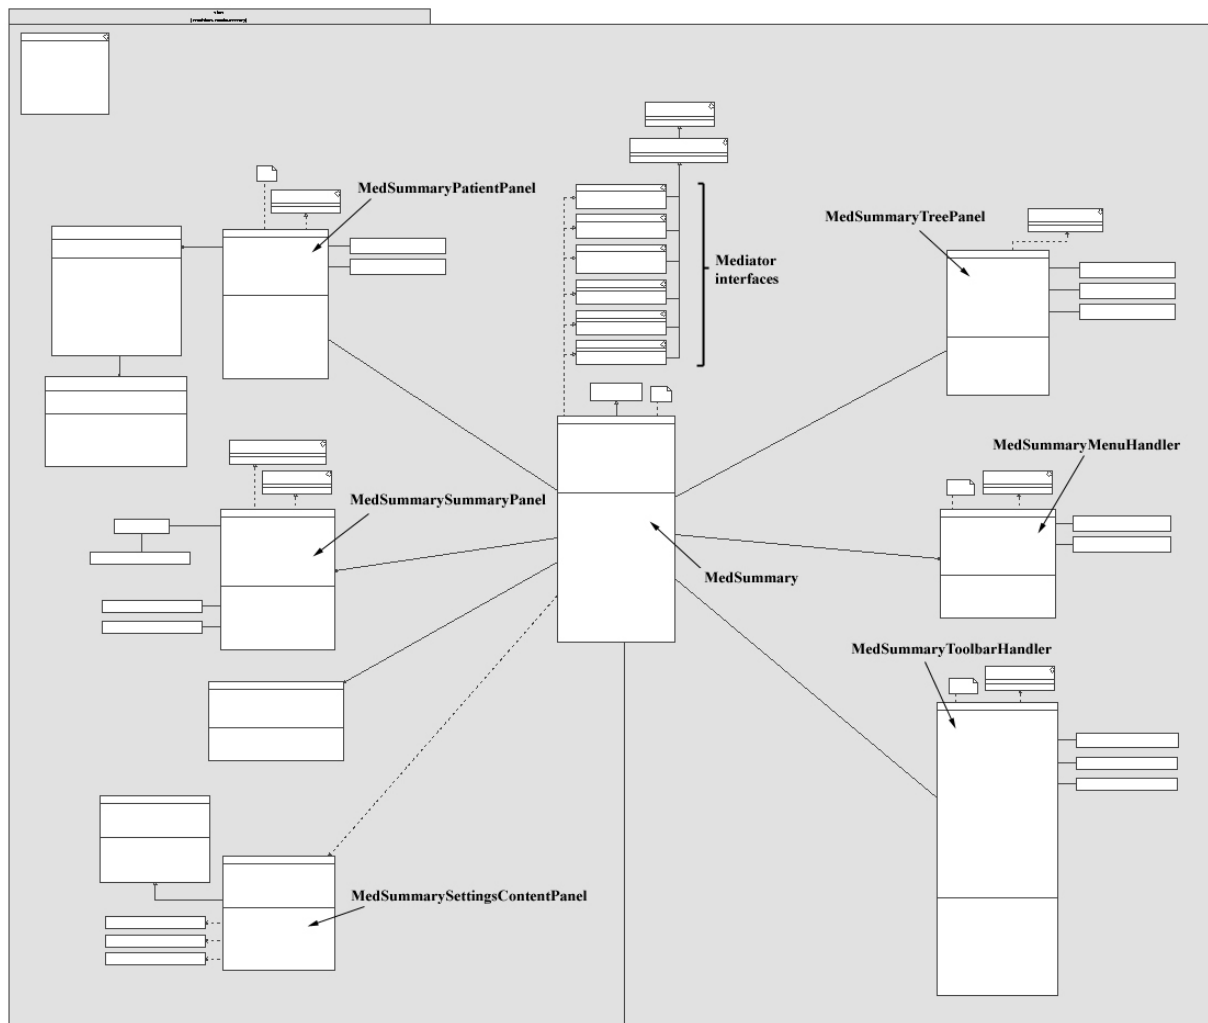 MedSummaryPatientPanel
MedSummaryTreePanel
Mediator
interfaces
MedSummaryMenuHandler
MedSummarySummaryPanel
MedSummary
MedSummaryToolbarHandler
MedSummarySettingsContentPanel